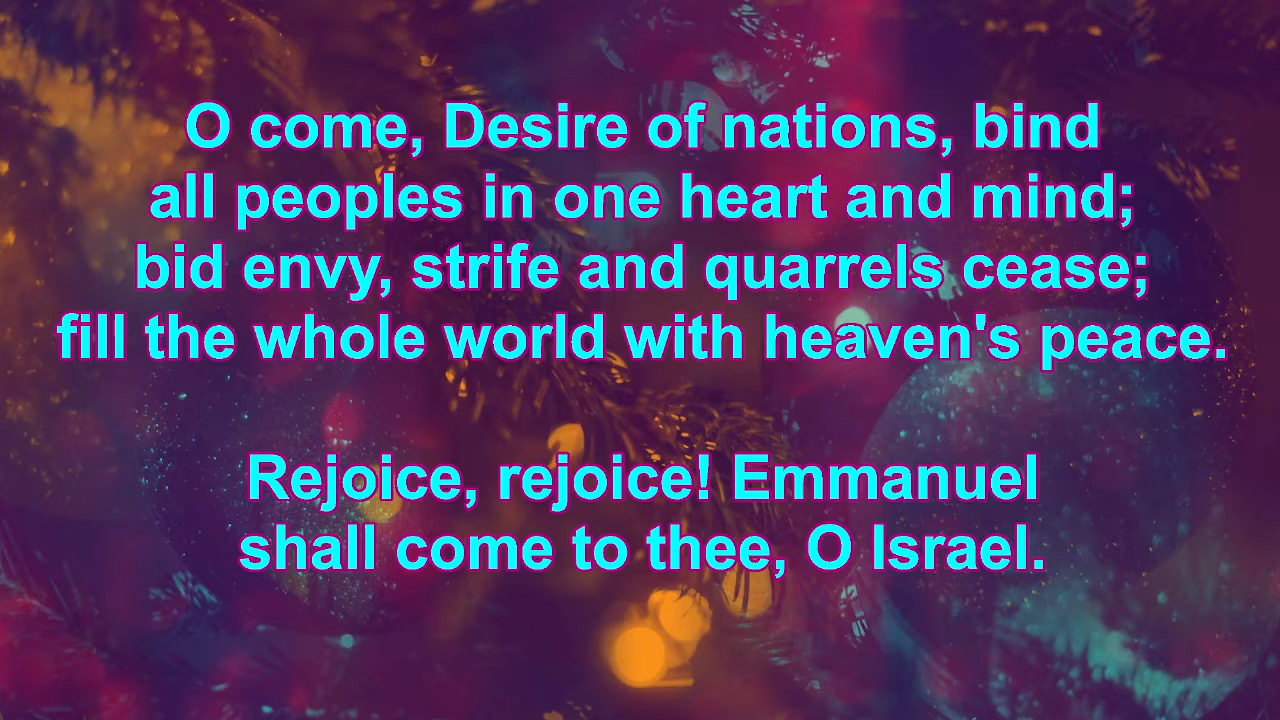 O come, Desire of nations, bind
all peoples in one heart and mind;
bid envy, strife and quarrels cease;
fill the whole world with heaven's peace.
Rejoice, rejoice! Emmanuel
shall come to thee, O Israel.